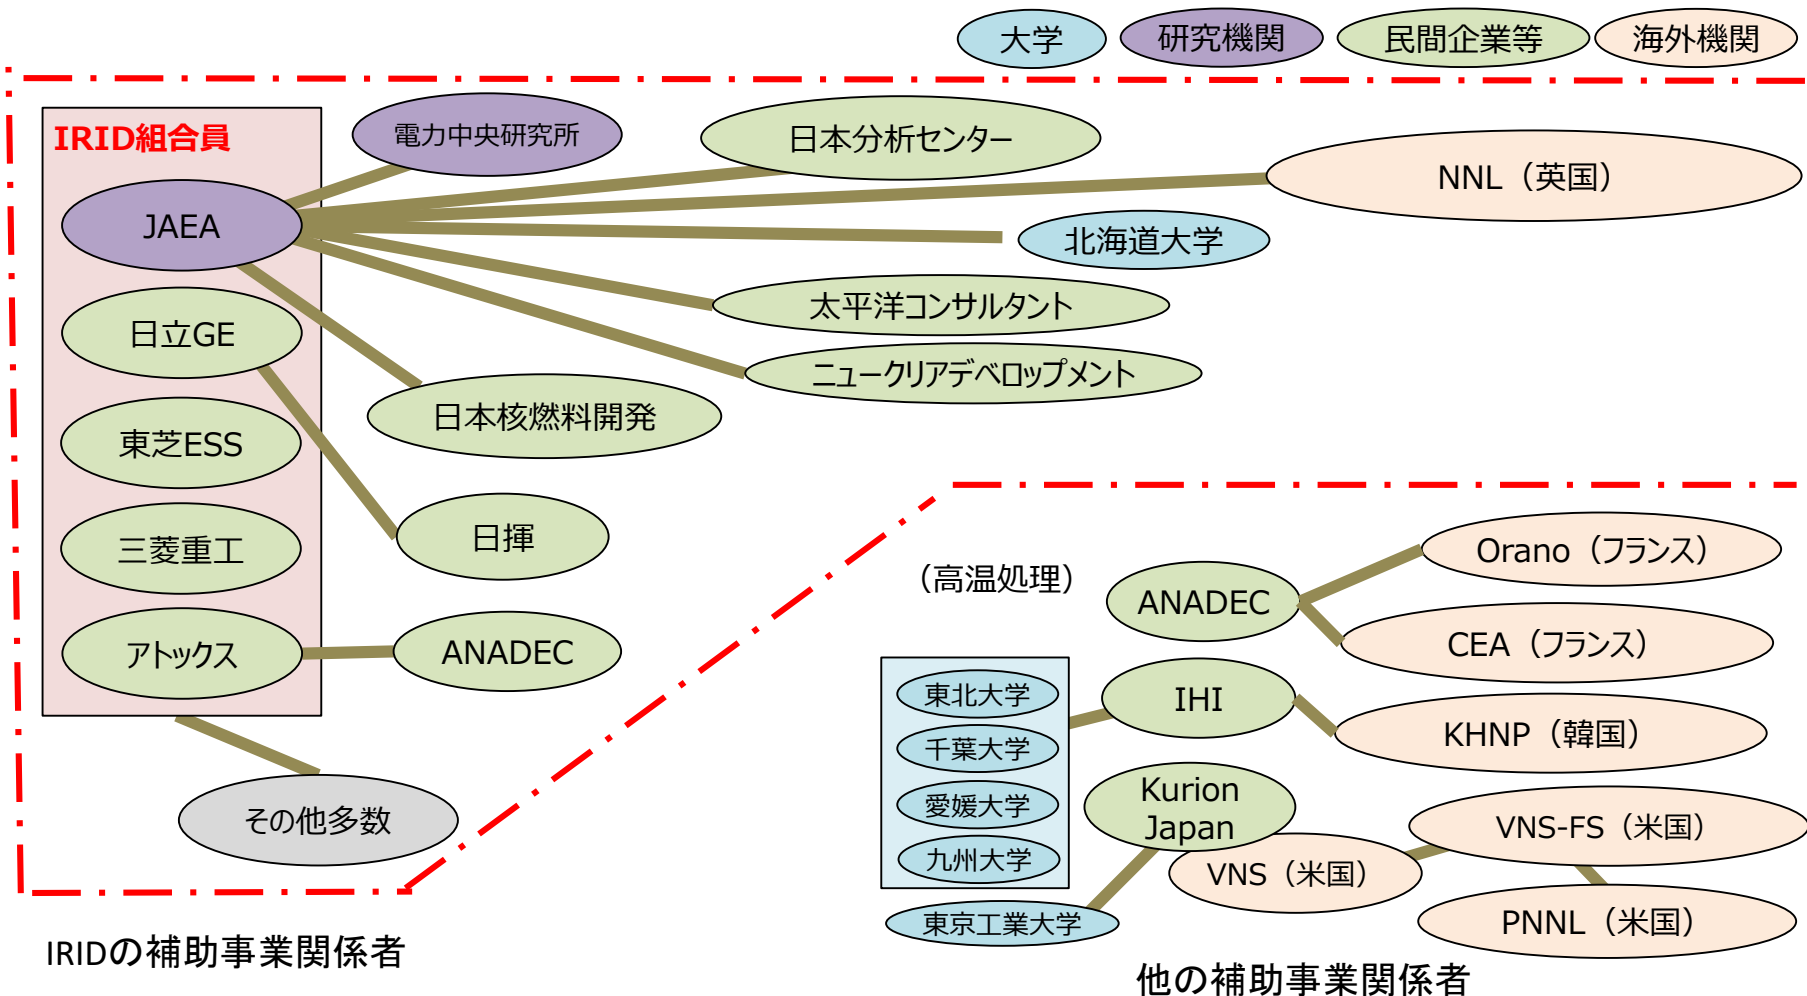 大学
研究機関
民間企業等
海外機関
IRID組合員
電力中央研究所
日本分析センター
NNL（英国）
JAEA
北海道大学
太平洋コンサルタント
日立GE
ニュークリアデベロップメント
日本核燃料開発
東芝ESS
日揮
三菱重工
アトックス
ANADEC
その他多数
IRIDの補助事業関係者
（高温処理）
ANADEC
Orano（フランス）
CEA（フランス）
東北大学
千葉大学
愛媛大学
九州大学
IHI
KHNP（韓国）
Kurion
Japan
VNS（米国）
VNS-FS（米国）
東京工業大学
PNNL（米国）
他の補助事業関係者